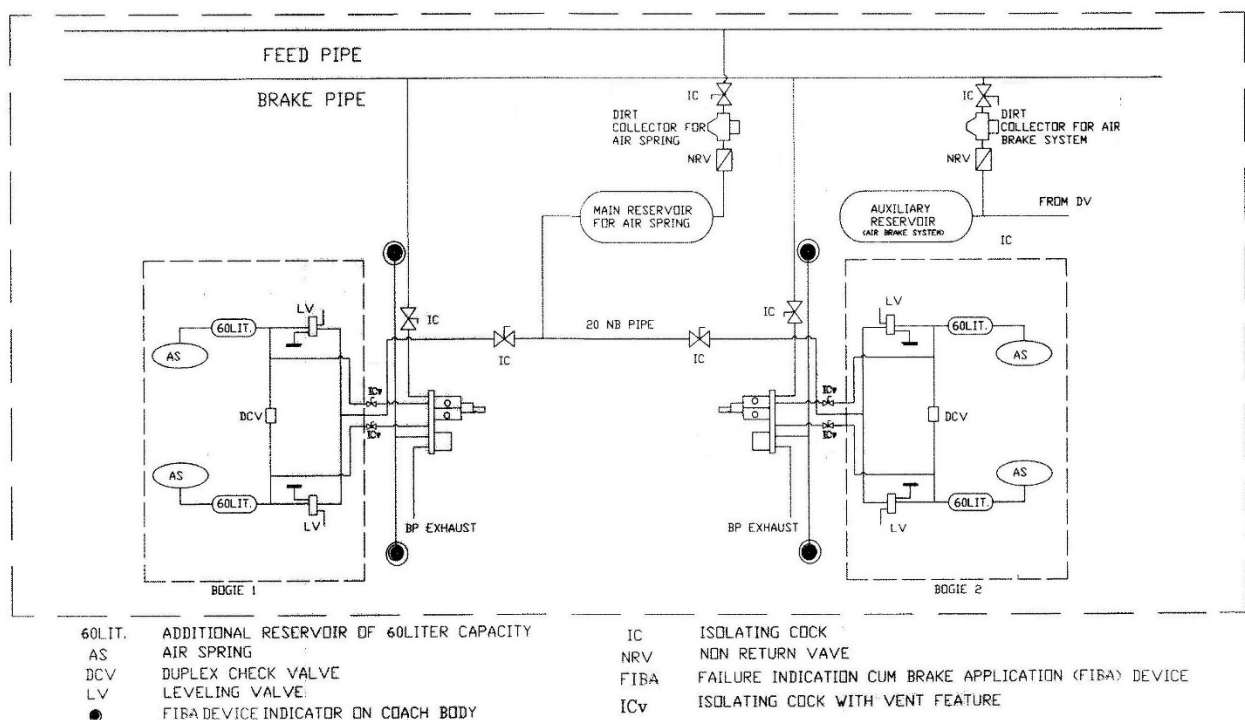 FEED PIPE
BRAKE PIPE
IC
DIRT
COLLECTOR FOR
AIR SPRING
NRV
IC
DIRT
COLLECTOR FOR AIR
BRAKE SYSTEM
NRV
MAIN RESERVOIR
FOR AIR SPRING
AUXILIARY
RESERVOIR
(AIR BRAKE SYSTEM)
FROM DV
IC
LV
60LIT.
AS
IC
IC
20 NB PIPE
IC
IC
LV
60LIT.
AS
DCV
ICv
ICv
ICv
ICv
DCV
AS
60LIT.
LV
BP EXHAUST
BP EXHAUST
LV
60LIT.
AS
BOGIE 1
BOGIE 2
60LIT. ADDITIONAL RESERVOIR OF 60LITER CAPACITY
AS AIR SPRING
DCV DUPLEX CHECK VALVE
LV LEVELING VALVE
FIBA DEVICE INDICATOR ON COACH BODY
IC ISOLATING COCK
NRV NON RETURN VAVE
FIBA FAILURE INDICATION CUM BRAKE APPLICATION (FIBA) DEVICE
ICv ISOLATING COCK WITH VENT FEATURE